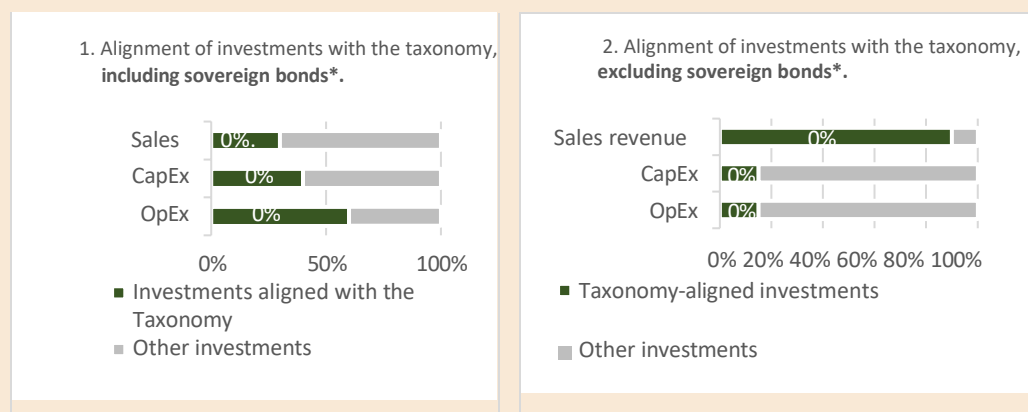 1. Alignment of investments with the taxonomy,
including sovereign bonds*.
Sales
0%.
CapEx
0%
OpEx
0%
0% 50% 100%
Investments aligned with the
Taxonomy
Other investments
2. Alignment of investments with the taxonomy,
excluding sovereign bonds*.
Sales revenue
0%
CapEx
0%
OpEx
0%
0% 20% 40% 60% 80% 100%
Taxonomy-aligned investments
Other investments